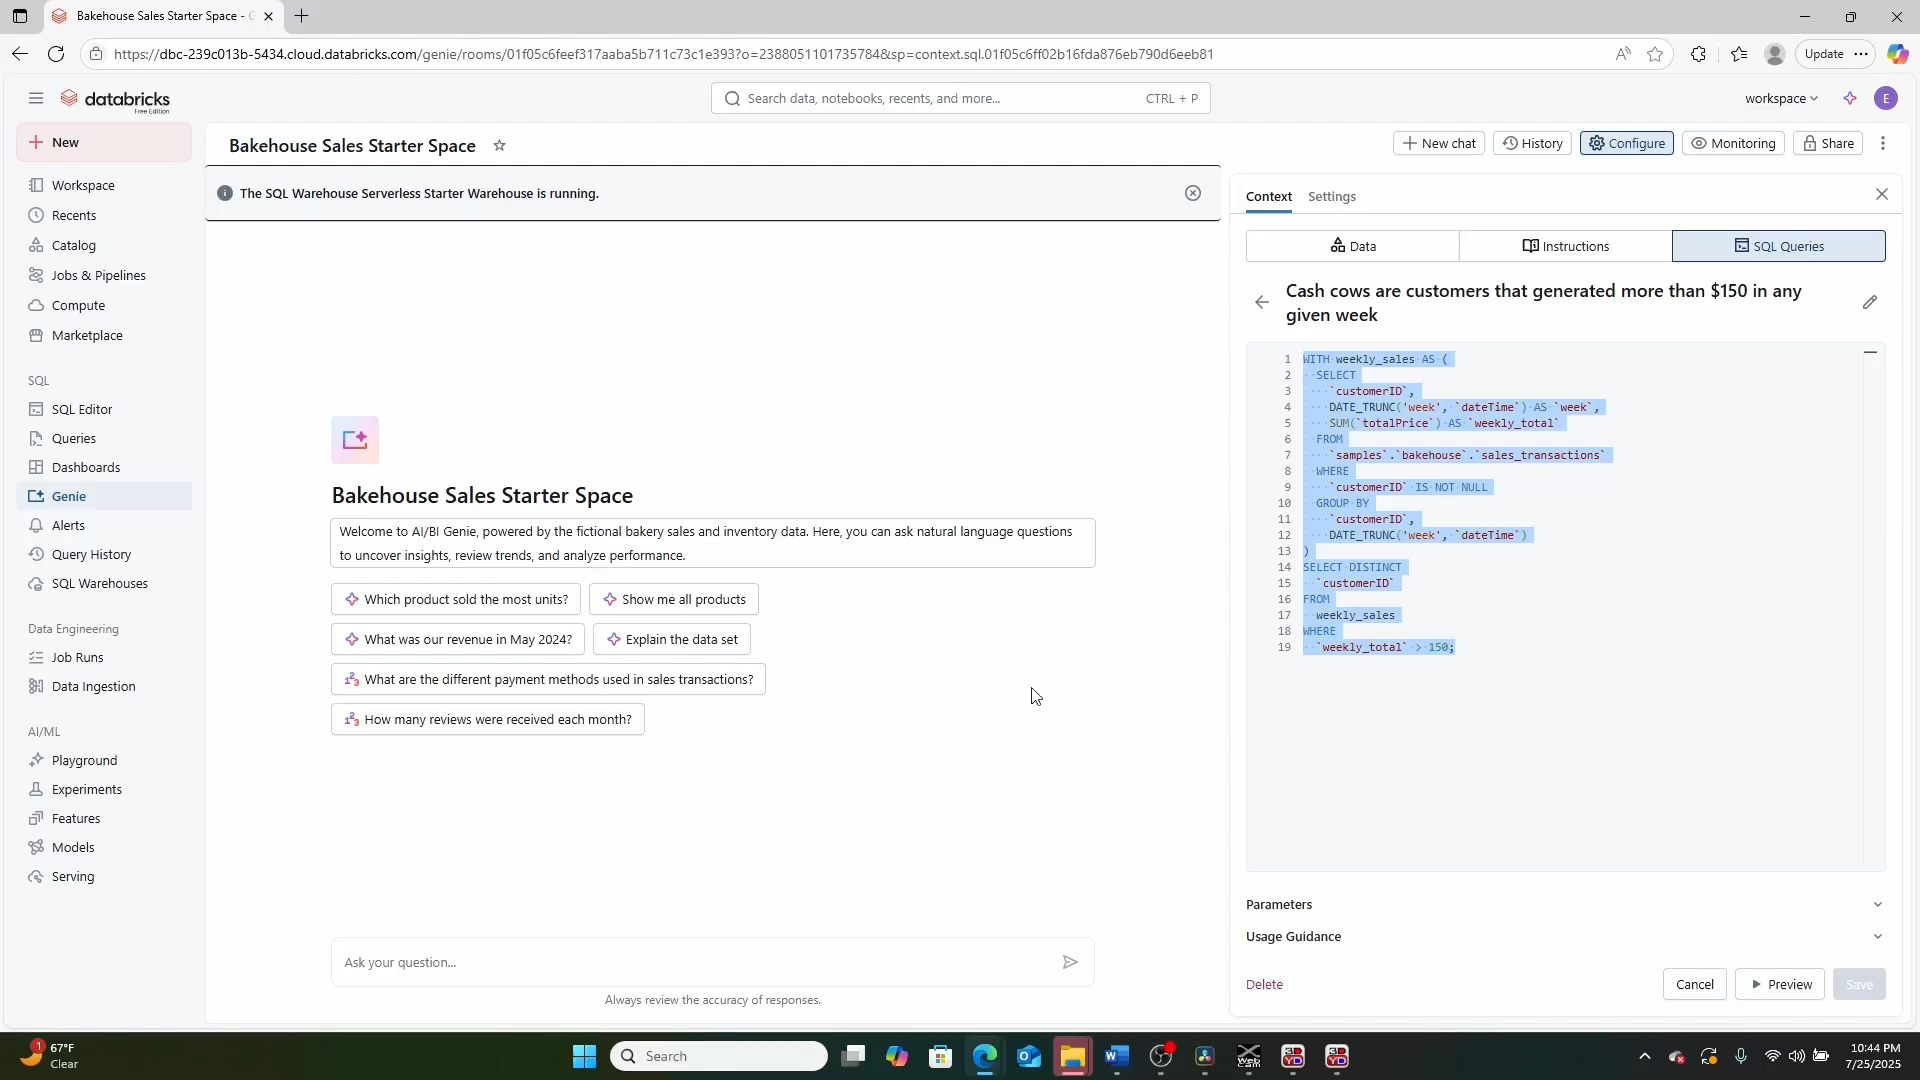 Bakehouse Sales Starter Space - G
https://dbc-239c013b-5434.cloud.databricks.com/genie/rooms/01f05c6feef317aaba5b711c73c1e393?o=2388051101735784&sp=context.sql.01f05c6ff02b16fda876eb790d6eeb81
Update
databricks
Free Edition
Search data, notebooks, recents, and more...
CTRL + P
workspace
E
New
Workspace
Recents
Catalog
Jobs & Pipelines
Compute
Marketplace
SQL
SQL Editor
Queries
Dashboards
Genie
Alerts
Query History
SQL Warehouses
Data Engineering
Job Runs
Data Ingestion
AI/ML
Playground
Experiments
Features
Models
Serving
Bakehouse Sales Starter Space
New chat
History
Configure
Monitoring
Share
The SQL Warehouse Serverless Starter Warehouse is running.
Bakehouse Sales Starter Space
Welcome to AI/BI Genie, powered by the fictional bakery sales and inventory data. Here, you can ask natural language questions
to uncover insights, review trends, and analyze performance.
Which product sold the most units?
Show me all products
What was our revenue in May 2024?
Explain the data set
What are the different payment methods used in sales transactions?
How many reviews were received each month?
Ask your question...
Always review the accuracy of responses.
Context
Settings
Data
Instructions
SQL Queries
Cash cows are customers that generated more than $150 in any
given week
1 WITH weekly_sales AS (
2 SELECT
3 `customerID`,
4 DATE_TRUNC('week', `dateTime`) AS `week`,
5 SUM(`totalPrice`) AS `weekly_total`
6 FROM
7 `samples`.`bakehouse`.`sales_transactions`
8 WHERE
9 `customerID` IS NOT NULL
10 GROUP BY
11 `customerID`,
12 DATE_TRUNC('week', `dateTime`)
13 )
14 SELECT DISTINCT
15 `customerID`
16 FROM
17 weekly_sales
18 WHERE
19 `weekly_total` > 150;
Parameters
Usage Guidance
Delete
Cancel
Preview
Save
1
67°F
Clear
Search
10:44 PM
7/25/2025